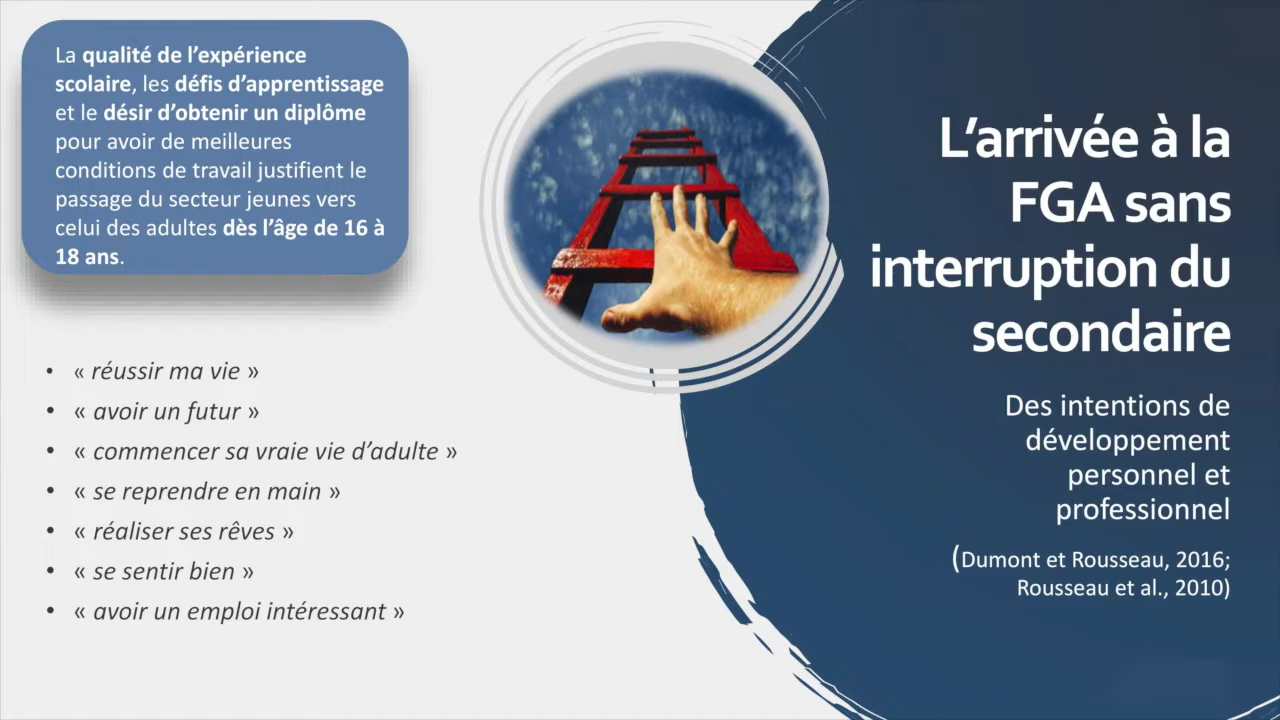 La qualité de l’expérience
scolaire, les défis d’apprentissage
et le désir d’obtenir un diplôme
pour avoir de meilleures
conditions de travail justifient le
passage du secteur jeunes vers
celui des adultes dès l’âge de 16 à
18 ans.
• « réussir ma vie »
• « avoir un futur »
• « commencer sa vraie vie d’adulte »
• « se reprendre en main »
• « réaliser ses rêves »
• « se sentir bien »
• « avoir un emploi intéressant »
L’arrivée à la
FGA sans
interruption du
secondaire
Des intentions de
développement
personnel et
professionnel
(Dumont et Rousseau, 2016;
Rousseau et al., 2010)